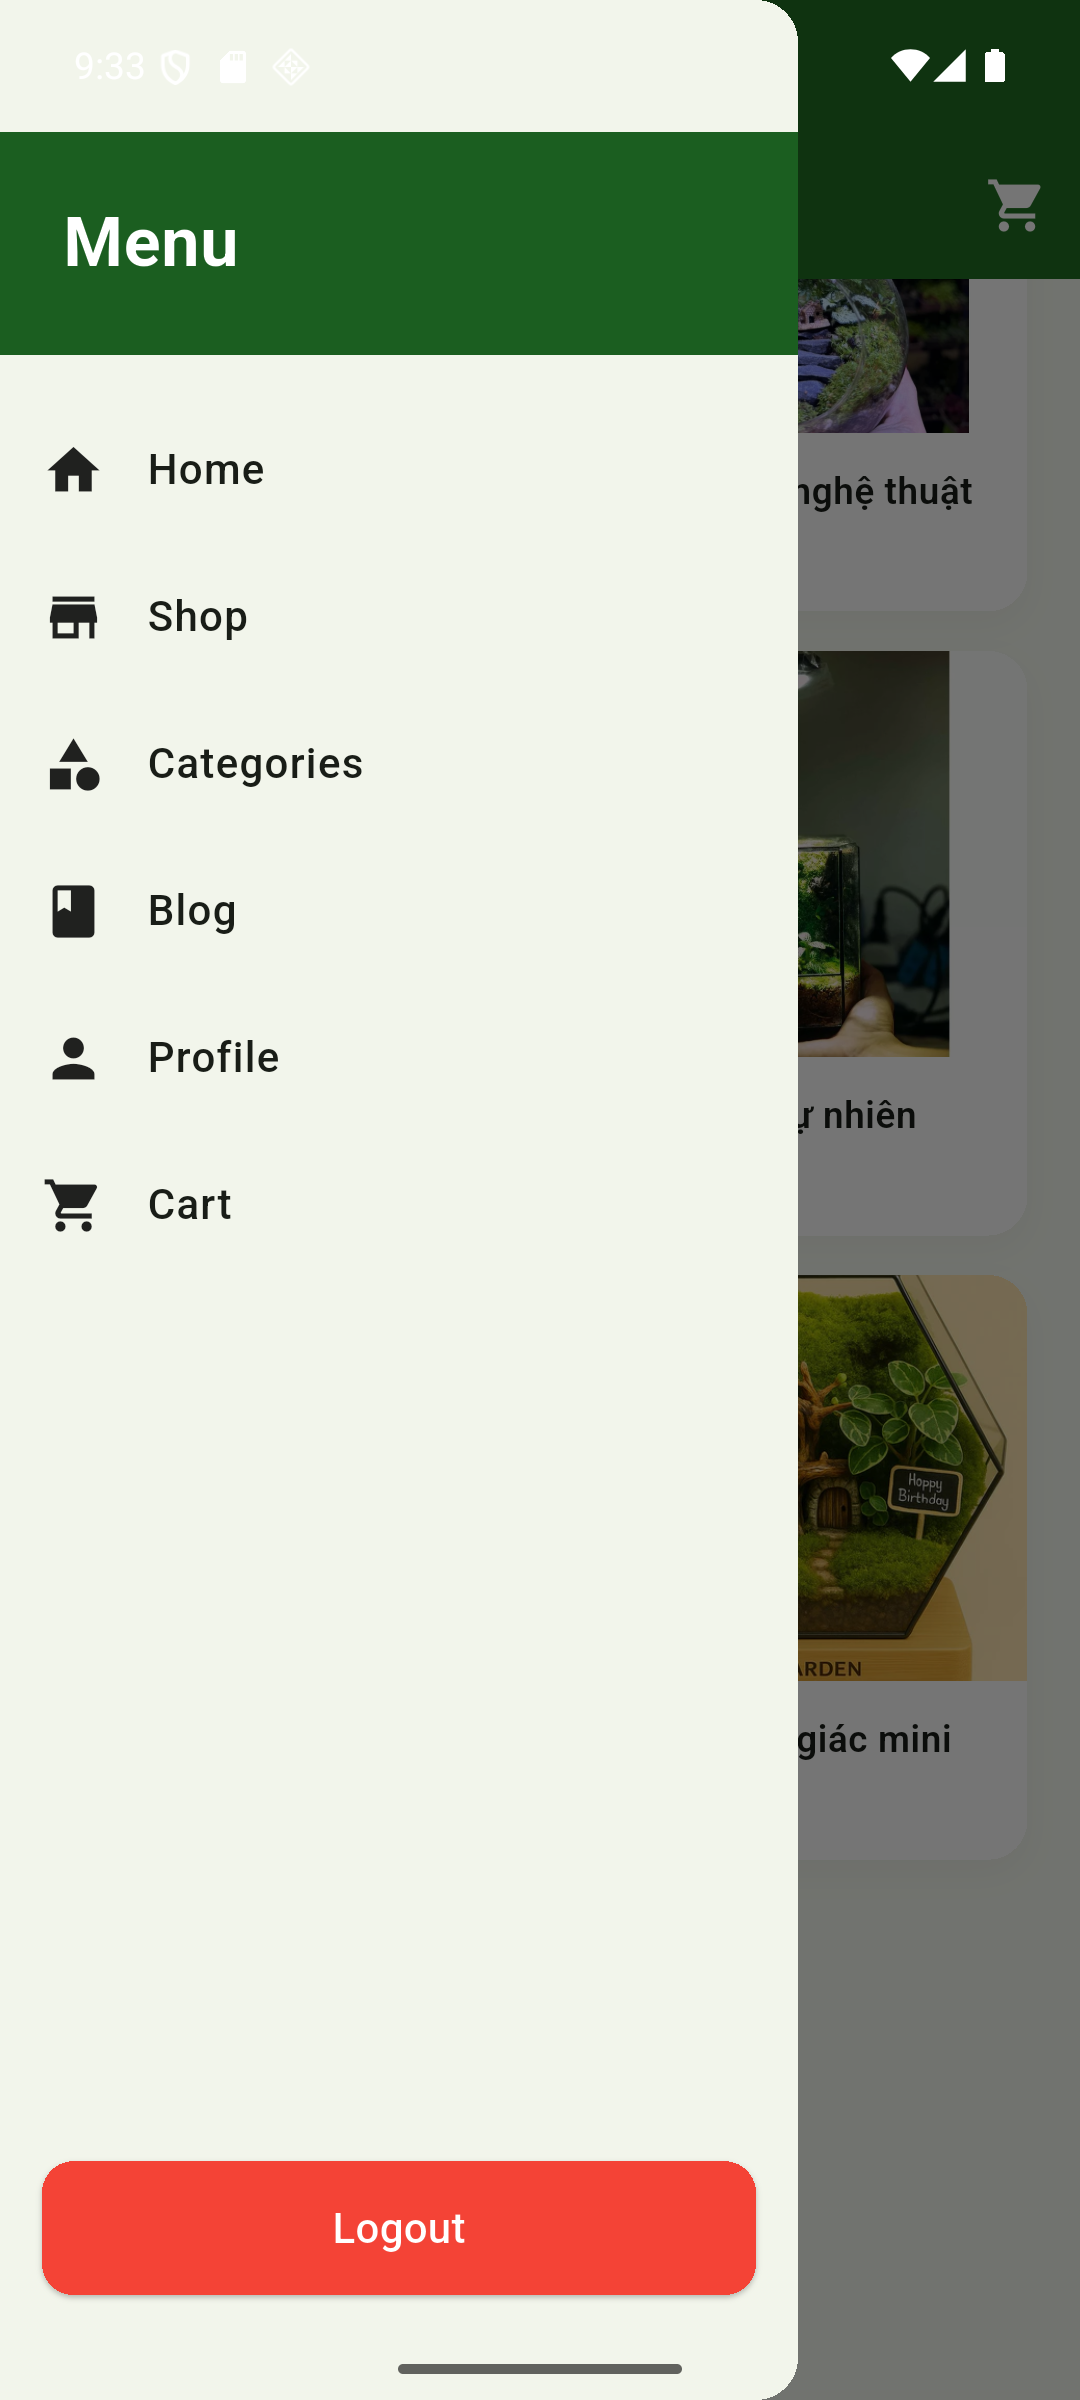 9:33
Menu
Home
nghệ thuật
Shop
Categories
Blog
Profile
ự nhiên
Cart
Hoppy
Birthday
ARDEN
giác mini
Logout